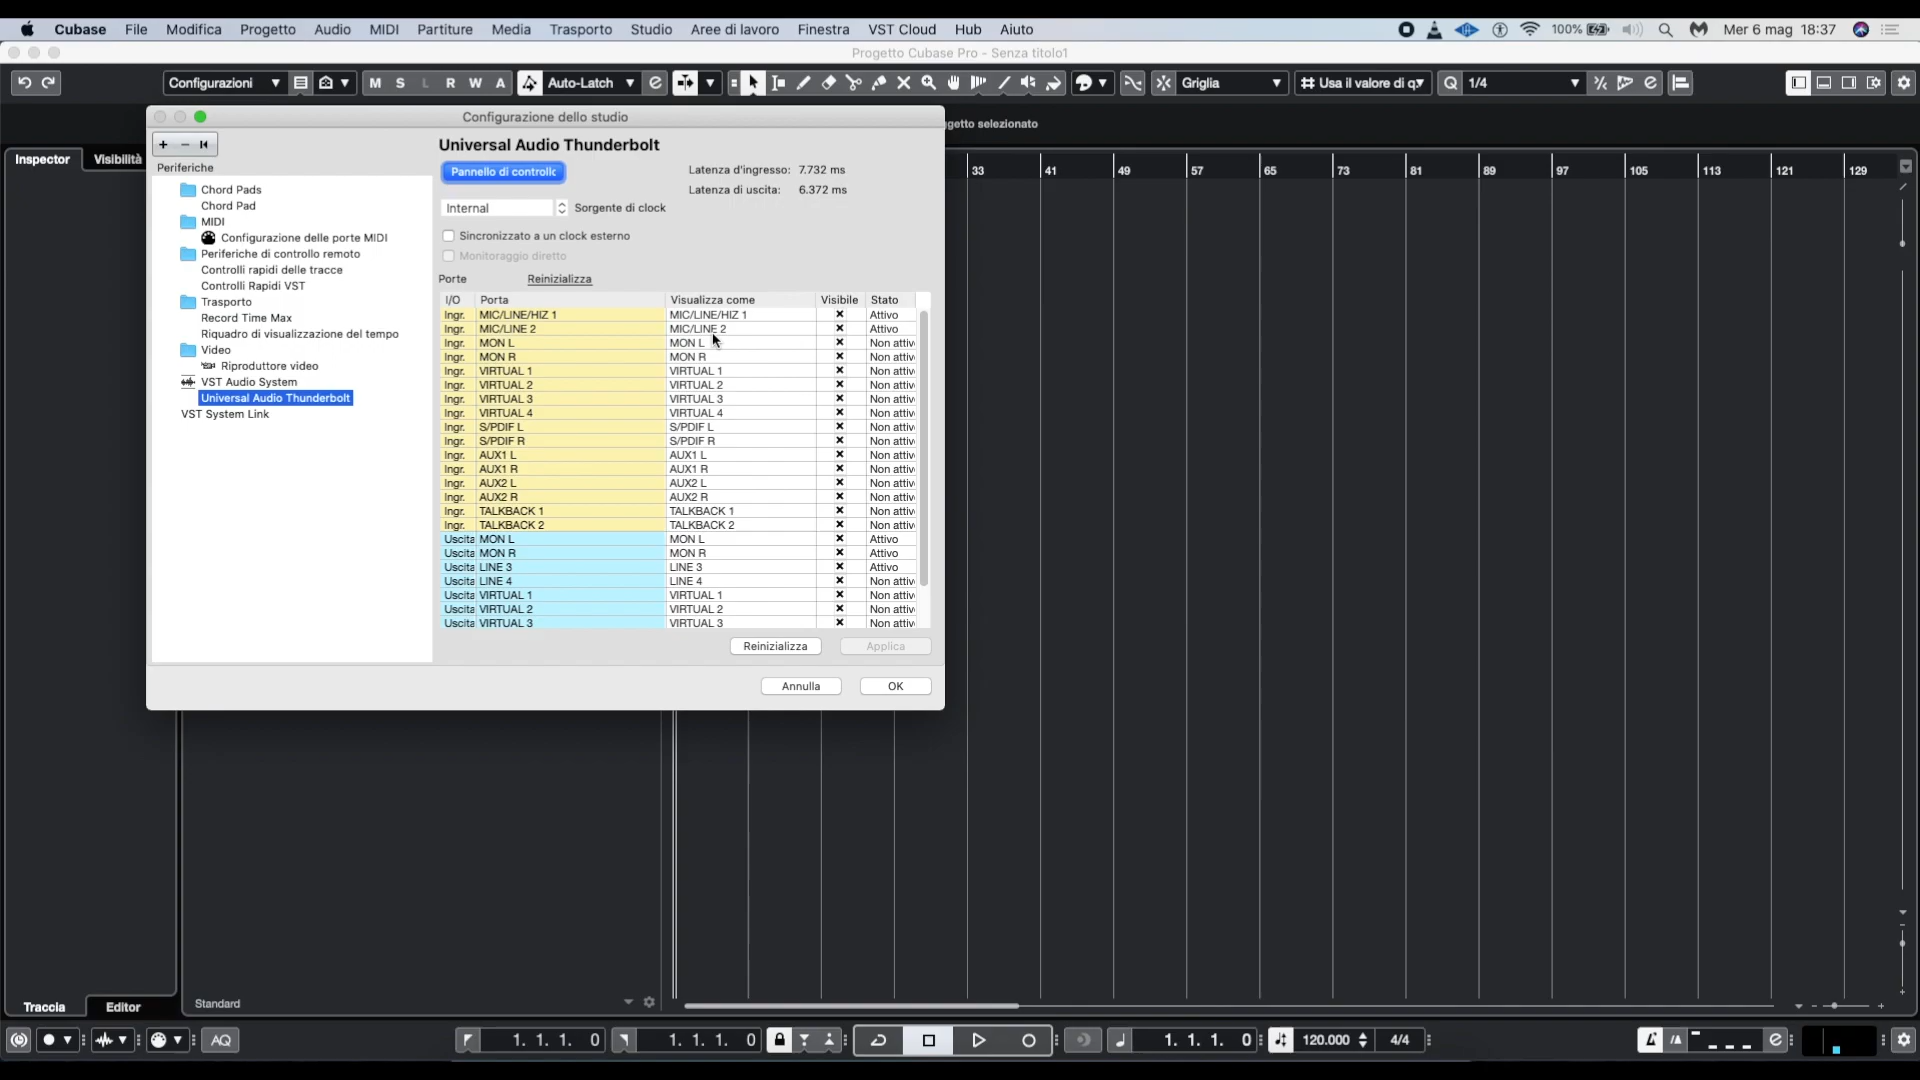 Cubase File Modifica Progetto Audio MIDI Partiture Media Trasporto Studio Aree di lavoro Finestra VST Cloud Hub Aiuto 100% Mer 6 mag 18:37
Progetto Cubase Pro - Senza titolo1
Configurazioni M S L R W A Auto-Latch Griglia Usa il valore di q Q 1/4
Configurazione dello studio
getto selezionato
Inspector Visibilità
33 41 49 57 65 73 81 89 97 105 113 121 129
Periferiche
Chord Pads
Chord Pad
MIDI
Configurazione delle porte MIDI
Periferiche di controllo remoto
Controlli rapidi delle tracce
Controlli Rapidi VST
Trasporto
Record Time Max
Riquadro di visualizzazione del tempo
Video
Riproduttore video
VST Audio System
Universal Audio Thunderbolt
VST System Link
Universal Audio Thunderbolt
Pannello di controllc
Latenza d'ingresso: 7.732 ms
Latenza di uscita: 6.372 ms
Internal Sorgente di clock
Sincronizzato a un clock esterno
Monitoraggio diretto
Porte Reinizializza
I/O Porta Visualizza come Visibile Stato
Ingr. MIC/LINE/HIZ 1 MIC/LINE/HIZ 1 Attivo
Ingr. MIC/LINE 2 MIC/LINE 2 Attivo
Ingr. MON L MON L Non attiv
Ingr. MON R MON R Non attiv
Ingr. VIRTUAL 1 VIRTUAL 1 Non attiv
Ingr. VIRTUAL 2 VIRTUAL 2 Non attiv
Ingr. VIRTUAL 3 VIRTUAL 3 Non attiv
Ingr. VIRTUAL 4 VIRTUAL 4 Non attiv
Ingr. S/PDIF L S/PDIF L Non attiv
Ingr. S/PDIF R S/PDIF R Non attiv
Ingr. AUX1 L AUX1 L Non attiv
Ingr. AUX1 R AUX1 R Non attiv
Ingr. AUX2 L AUX2 L Non attiv
Ingr. AUX2 R AUX2 R Non attiv
Ingr. TALKBACK 1 TALKBACK 1 Non attiv
Ingr. TALKBACK 2 TALKBACK 2 Non attiv
Uscita MON L MON L Attivo
Uscita MON R MON R Attivo
Uscita LINE 3 LINE 3 Attivo
Uscita LINE 4 LINE 4 Non attiv
Uscita VIRTUAL 1 VIRTUAL 1 Non attiv
Uscita VIRTUAL 2 VIRTUAL 2 Non attiv
Uscita VIRTUAL 3 VIRTUAL 3 Non attiv
Reinizializza Applica
Annulla OK
Traccia Editor Standard
AQ 1. 1. 1. 0 1. 1. 1. 0 1. 1. 1. 0 120.000 4/4